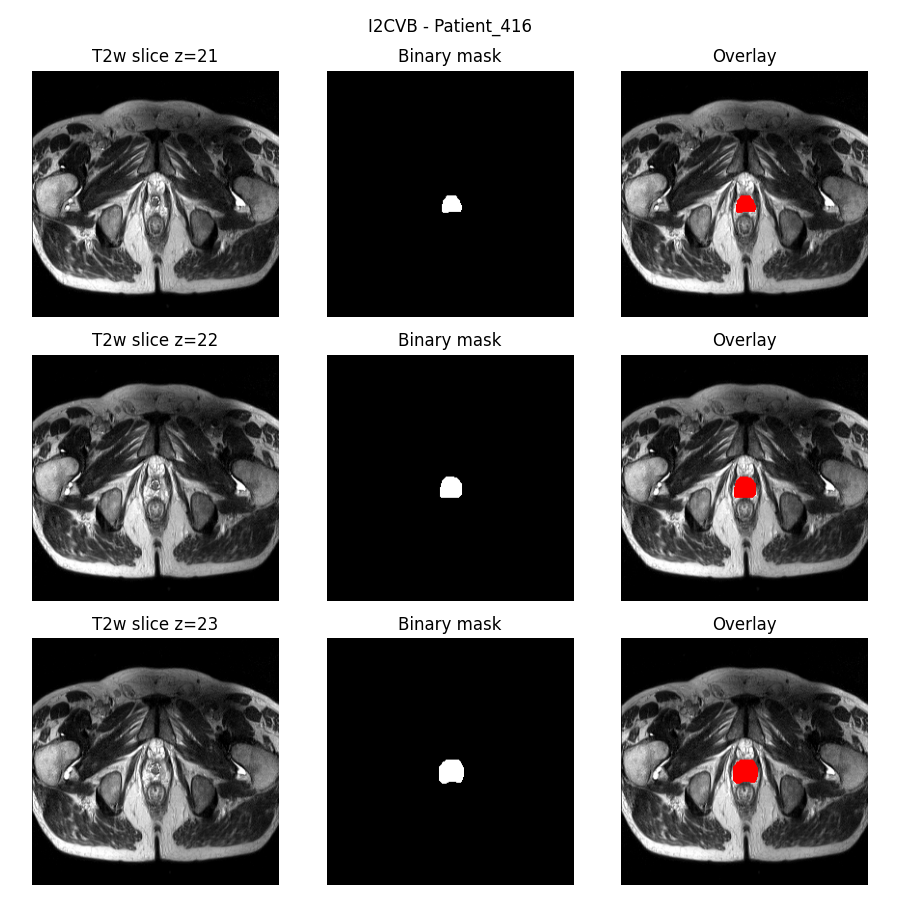 I2CVB - Patient_416
T2w slice z=21
Binary mask
Overlay
T2w slice z=22
Binary mask
Overlay
T2w slice z=23
Binary mask
Overlay